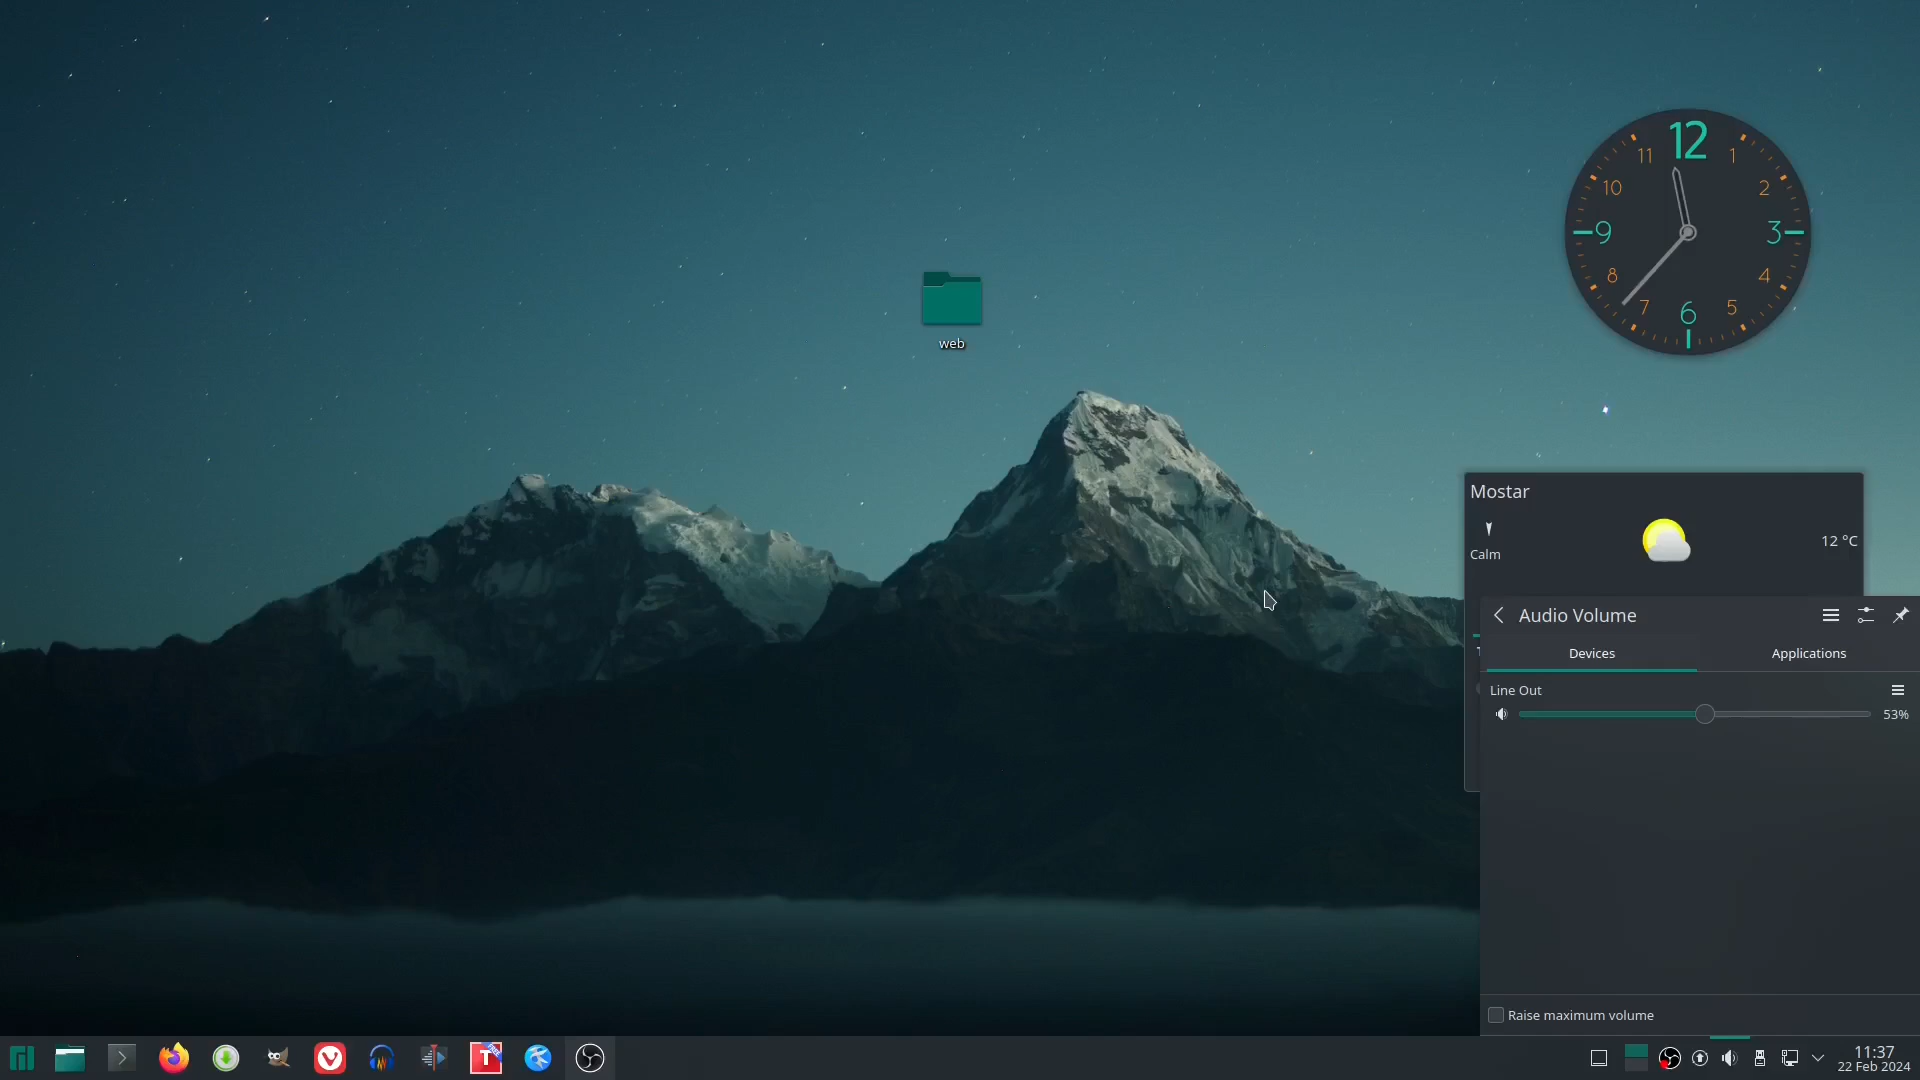 web
12
1
2
3
4
5
6
7
8
9
10
11
Mostar
Calm
12 °C
Audio Volume
Devices
Applications
Line Out
53%
Raise maximum volume
T
FREE
11:37
22 Feb 2024